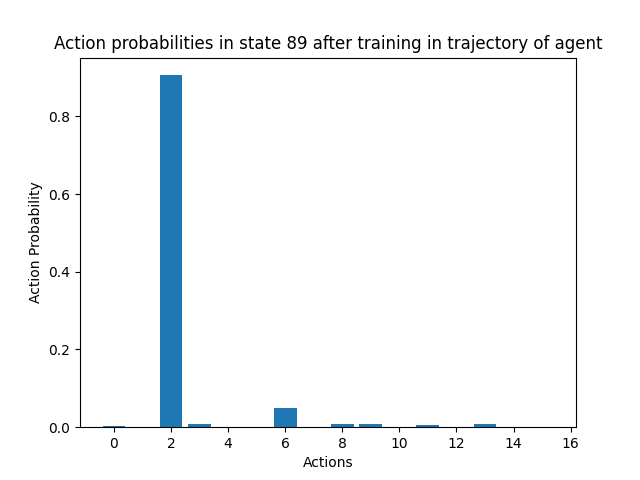 Action probabilities in state 89 after training in trajectory of agent
Action Probability
0.8
0.6
0.4
0.2
0.0
0 2 4 6 8 10 12 14 16
Actions